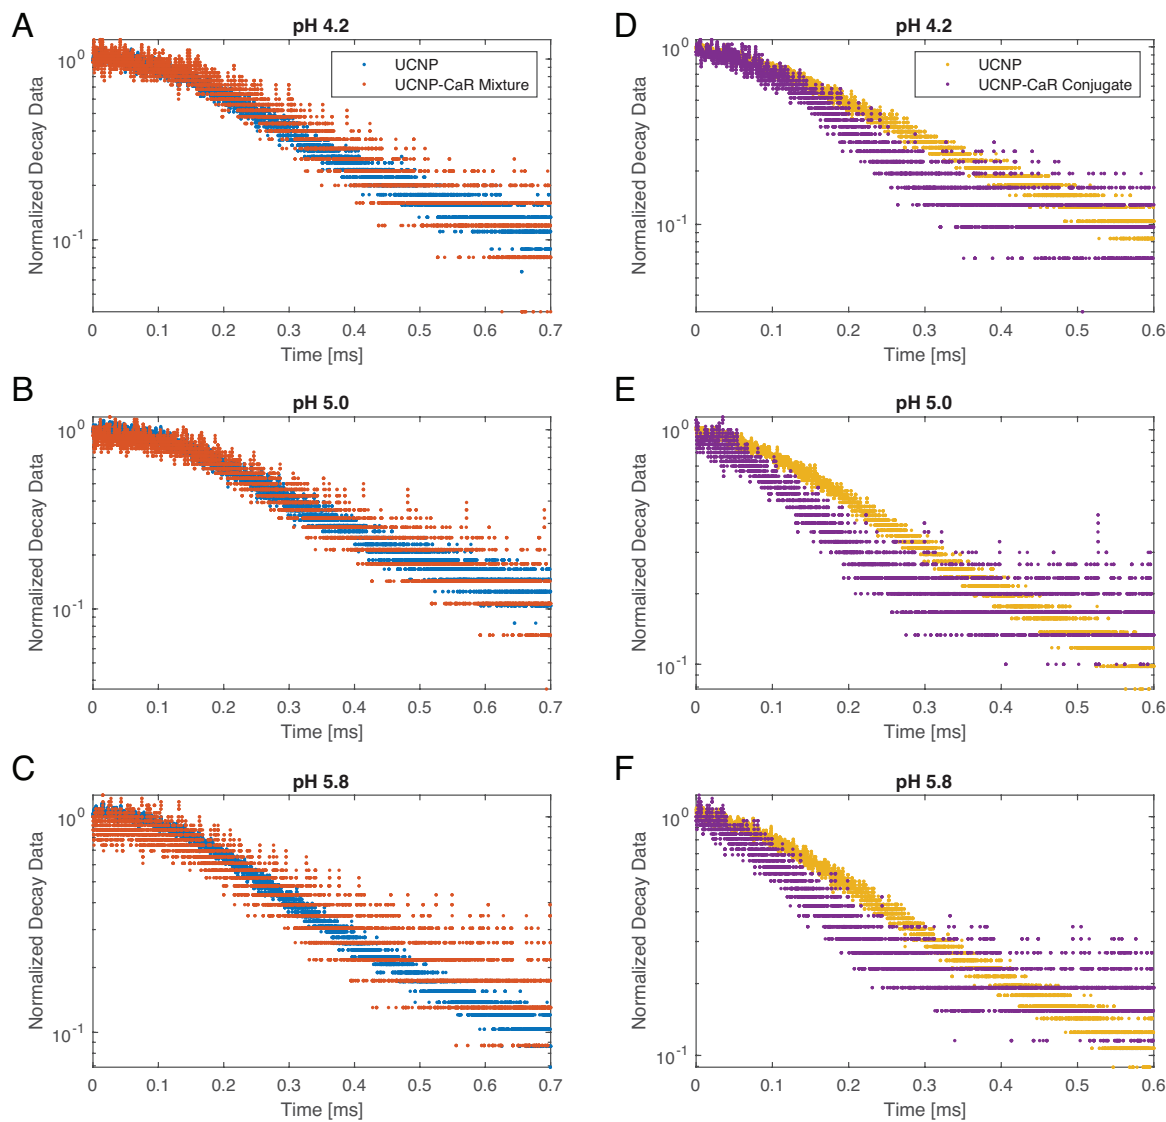 A
pH 4.2
UCNP
UCNP-CaR Mixture
Normalized Decay Data
10^0
10^-1
0 0.1 0.2 0.3 0.4 0.5 0.6 0.7
Time [ms]
D
pH 4.2
UCNP
UCNP-CaR Conjugate
Normalized Decay Data
10^0
10^-1
0 0.1 0.2 0.3 0.4 0.5 0.6
Time [ms]
B
pH 5.0
Normalized Decay Data
10^0
10^-1
0 0.1 0.2 0.3 0.4 0.5 0.6 0.7
Time [ms]
E
pH 5.0
Normalized Decay Data
10^0
10^-1
0 0.1 0.2 0.3 0.4 0.5 0.6
Time [ms]
C
pH 5.8
Normalized Decay Data
10^0
10^-1
0 0.1 0.2 0.3 0.4 0.5 0.6 0.7
Time [ms]
F
pH 5.8
Normalized Decay Data
10^0
10^-1
0 0.1 0.2 0.3 0.4 0.5 0.6
Time [ms]